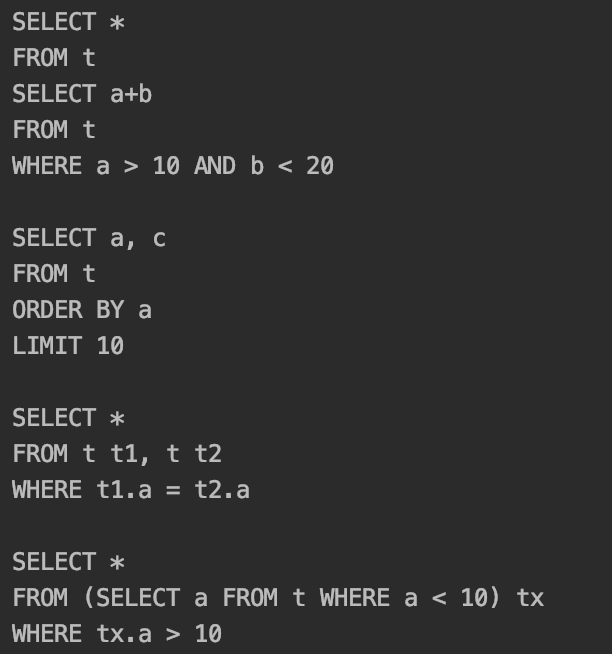 SELECT *
FROM t
SELECT a+b
FROM t
WHERE a > 10 AND b < 20
SELECT a, c
FROM t
ORDER BY a
LIMIT 10
SELECT *
FROM t t1, t t2
WHERE t1.a = t2.a
SELECT *
FROM (SELECT a FROM t WHERE a < 10) tx
WHERE tx.a > 10